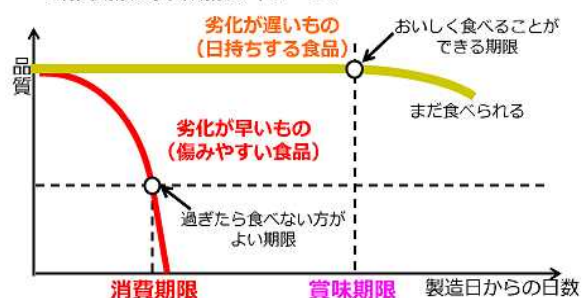 劣化が遅いもの
（日持ちする食品）
おいしく食べることが
できる期限
品質
まだ食べられる
劣化が早いもの
（傷みやすい食品）
過ぎたら食べない方が
よい期限
消費期限
賞味期限
製造日からの日数